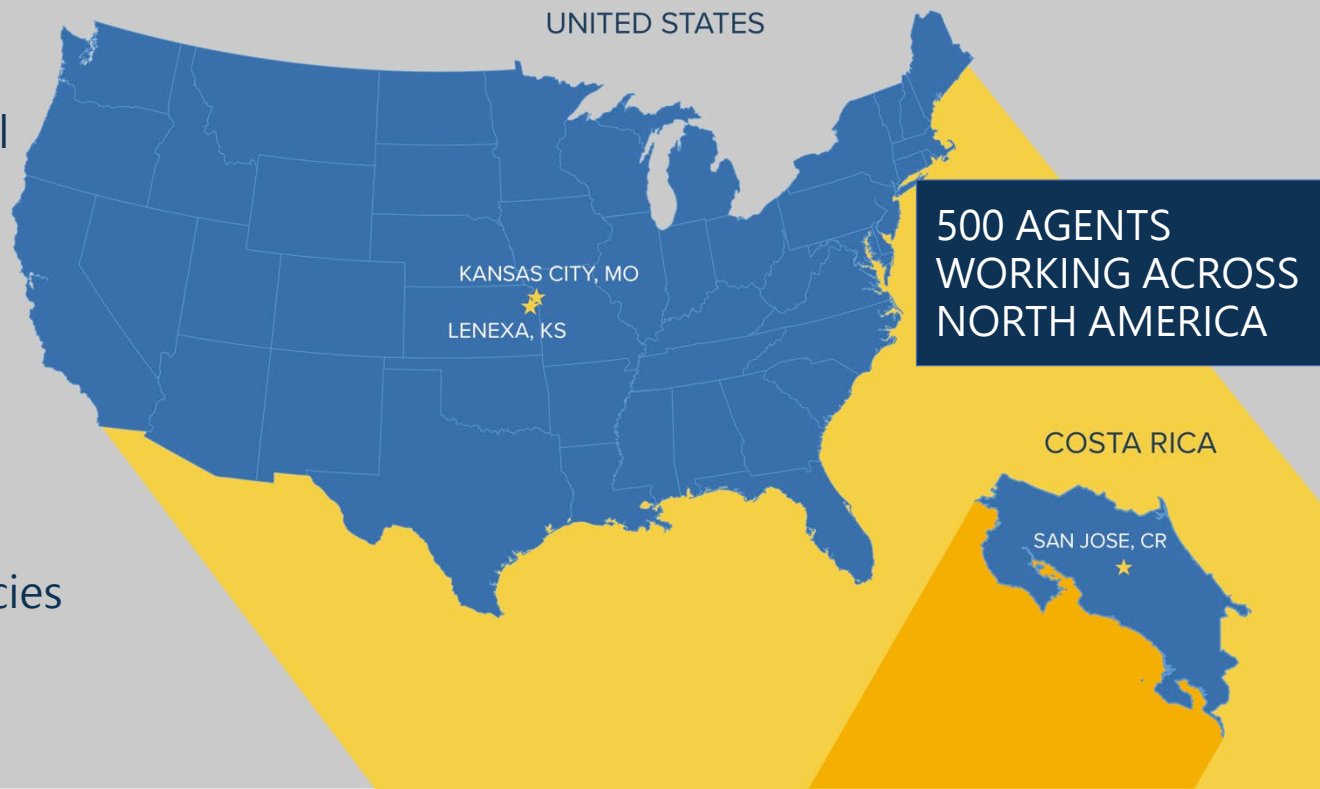 UNITED STATES
KANSAS CITY, MO
LENEXA, KS
500 AGENTS
WORKING ACROSS
NORTH AMERICA
COSTA RICA
SAN JOSE, CR